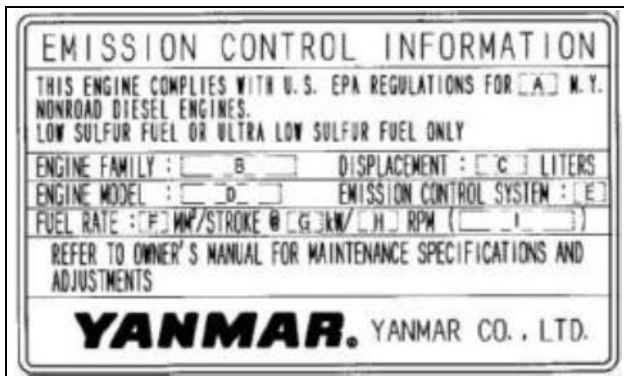 EMISSION CONTROL INFORMATION
THIS ENGINE COMPLIES WITH U.S. EPA REGULATIONS FOR [A] M.Y.
NONROAD DIESEL ENGINES.
LOW SULFUR FUEL OR ULTRA LOW SULFUR FUEL ONLY
ENGINE FAMILY : [B] DISPLACEMENT : [C] LITERS
ENGINE MODEL : [D] EMISSION CONTROL SYSTEM : [E]
FUEL RATE : [F] MM³/STROKE @ [G] kW/ [H] RPM ( [I] )
REFER TO OWNER'S MANUAL FOR MAINTENANCE SPECIFICATIONS AND
ADJUSTMENTS
YANMAR. YANMAR CO., LTD.